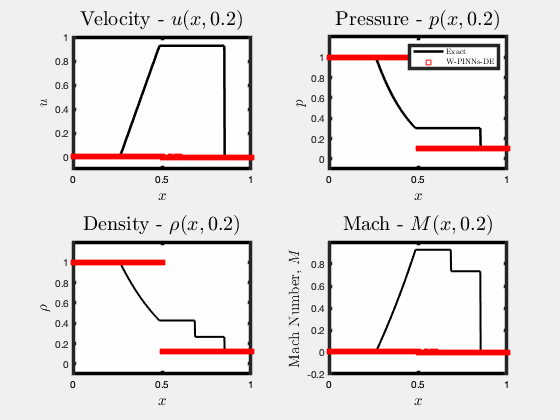 Velocity - u(x, 0.2)
1
0.8
0.6
0.4
0.2
0
u
0
0.5
1
x
Pressure - p(x, 0.2)
1
0.8
0.6
0.4
0.2
0
p
Exact
W-PINNs-DE
0
0.5
1
x
Density - ρ(x, 0.2)
1
0.8
0.6
0.4
0.2
0
ρ
0
0.5
1
x
Mach - M(x, 0.2)
0.8
0.6
0.4
0.2
0
-0.2
Mach Number, M
0
0.5
1
x